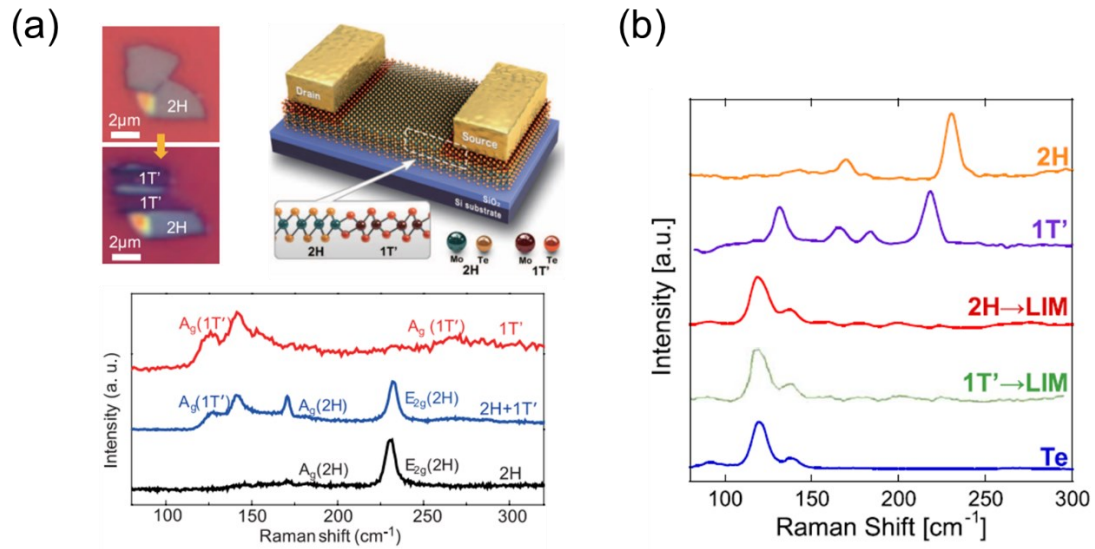 (a)
2H
2μm
1T'
1T'
2H
2μm
Drain
Source
SiO₂
Si substrate
2H 1T'
Mo Te Mo Te
2H 1T'
Ag(1T′) Ag (1T′) 1T'
Ag(1T′) Ag(2H) E2g(2H) 2H+1T′
Ag(2H) E2g(2H) 2H
Intensity (a. u.)
100 150 200 250 300
Raman shift (cm⁻¹)
(b)
2H
1T'
2H→LIM
1T'→LIM
Te
Intensity [a.u.]
100 150 200 250 300
Raman Shift [cm⁻¹]